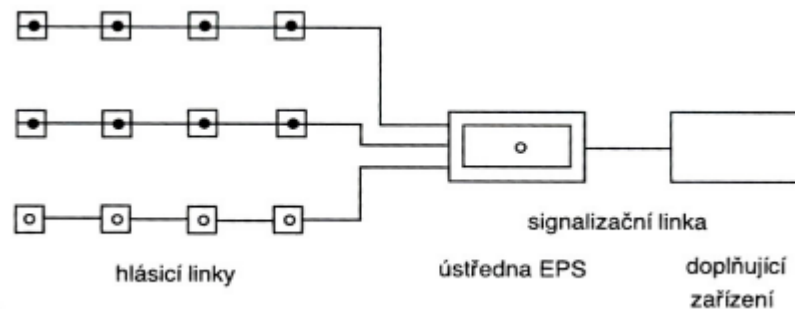 signalizační linka
hlásicí linky
ústředna EPS
doplňující
zařízení